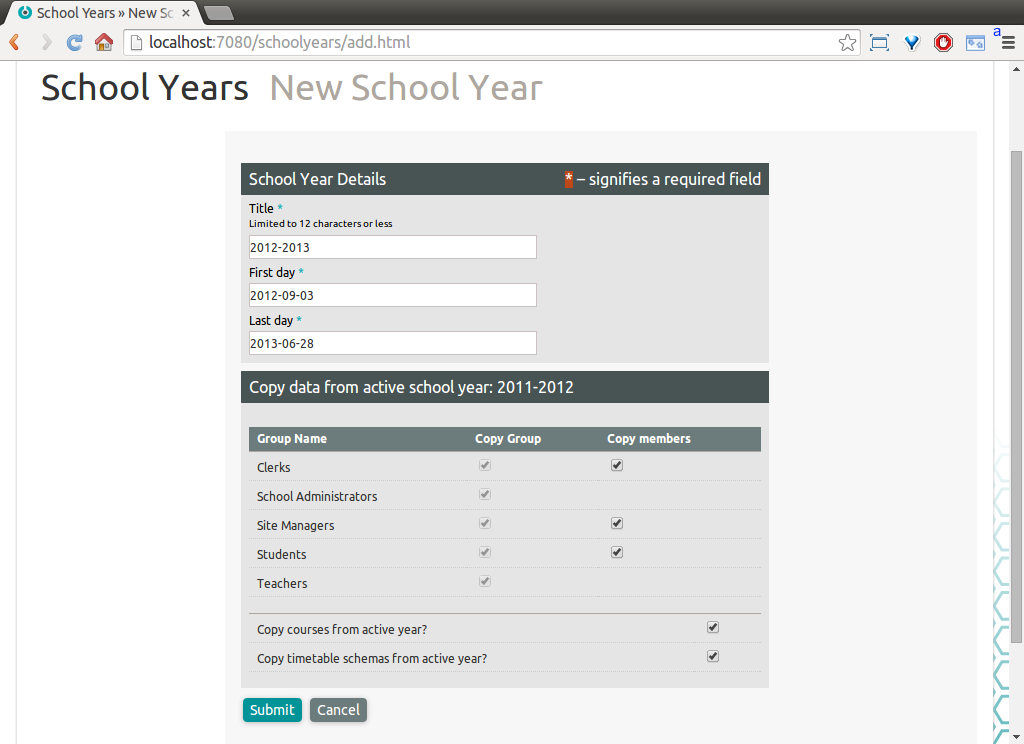 School Years » New Sc
localhost:7080/schoolyears/add.html
a
School Years New School Year
School Year Details * – signifies a required field
Title *
Limited to 12 characters or less
2012-2013
First day *
2012-09-03
Last day *
2013-06-28
Copy data from active school year: 2011-2012
Group Name Copy Group Copy members
Clerks
School Administrators
Site Managers
Students
Teachers
Copy courses from active year?
Copy timetable schemas from active year?
Submit Cancel